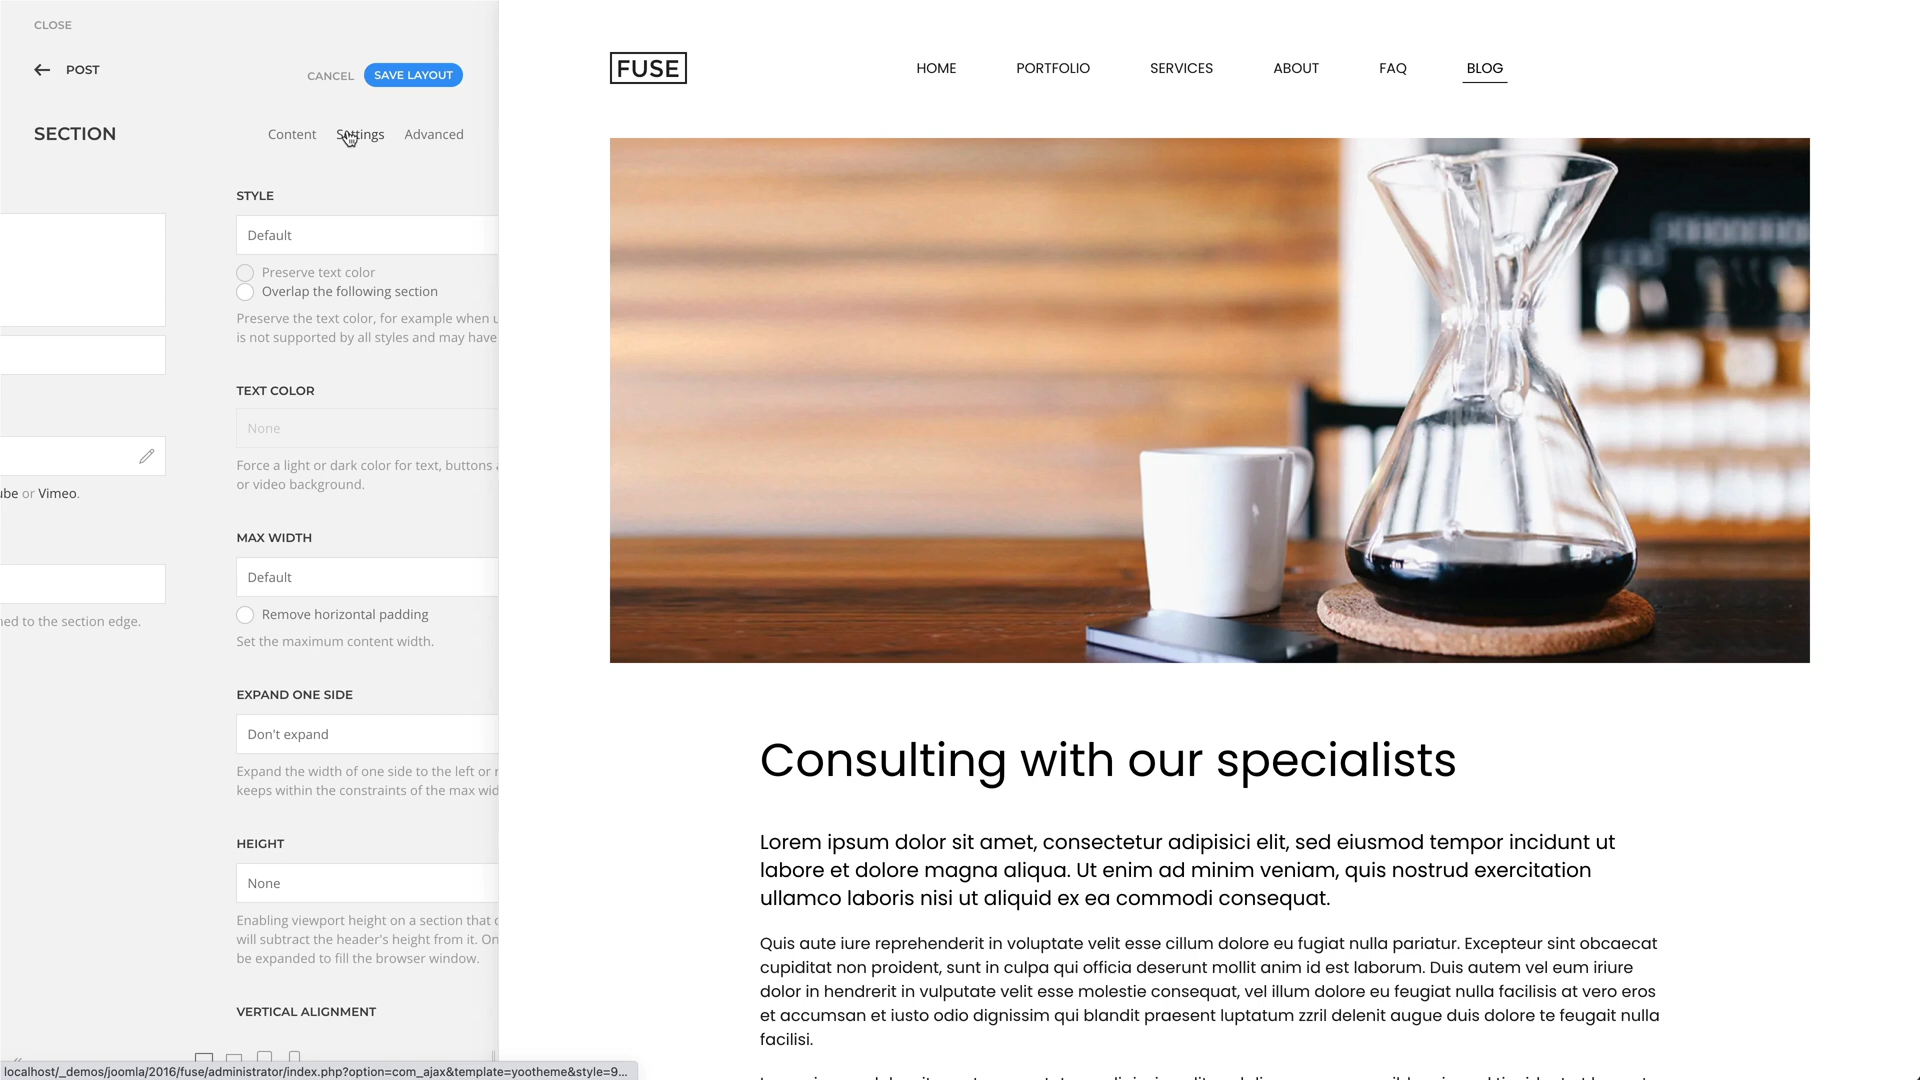 CLOSE
POST
CANCEL
SAVE LAYOUT
SECTION
Content
Settings
Advanced
or Vimeo.
to the section edge.
STYLE
Default
Preserve text color
Overlap the following section
Preserve the text color, for example when
is not supported by all styles and may have
TEXT COLOR
None
Force a light or dark color for text, buttons
or video background.
MAX WIDTH
Default
Remove horizontal padding
Set the maximum content width.
EXPAND ONE SIDE
Don't expand
Expand the width of one side to the left or
keeps within the constraints of the max
HEIGHT
None
Enabling viewport height on a section that
will subtract the header's height from it. On
be expanded to fill the browser window.
VERTICAL ALIGNMENT
localhost/_demos/joomla/2016/fuse/administrator/index.php?option=com_ajax&template=yootheme&style=9...
FUSE
HOME
PORTFOLIO
SERVICES
ABOUT
FAQ
BLOG
Consulting with our specialists
Lorem ipsum dolor sit amet, consectetur adipisici elit, sed eiusmod tempor incidunt ut
labore et dolore magna aliqua. Ut enim ad minim veniam, quis nostrud exercitation
ullamco laboris nisi ut aliquid ex ea commodi consequat.
Quis aute iure reprehenderit in voluptate velit esse cillum dolore eu fugiat nulla pariatur. Excepteur sint obcaecat
cupiditat non proident, sunt in culpa qui officia deserunt mollit anim id est laborum. Duis autem vel eum iriure
dolor in hendrerit in vulputate velit esse molestie consequat, vel illum dolore eu feugiat nulla facilisis at vero eros
et accumsan et iusto odio dignissim qui blandit praesent luptatum zzril delenit augue duis dolore te feugait nulla
facilisi.